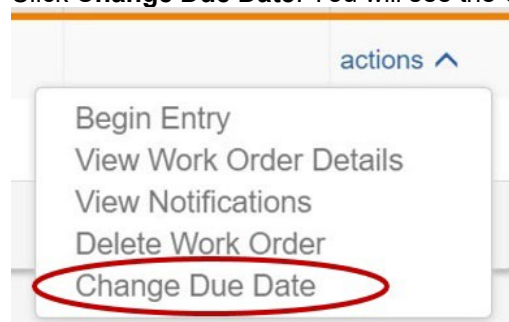 Click Change Due Date. You will see the
actions
Begin Entry
View Work Order Details
View Notifications
Delete Work Order
Change Due Date